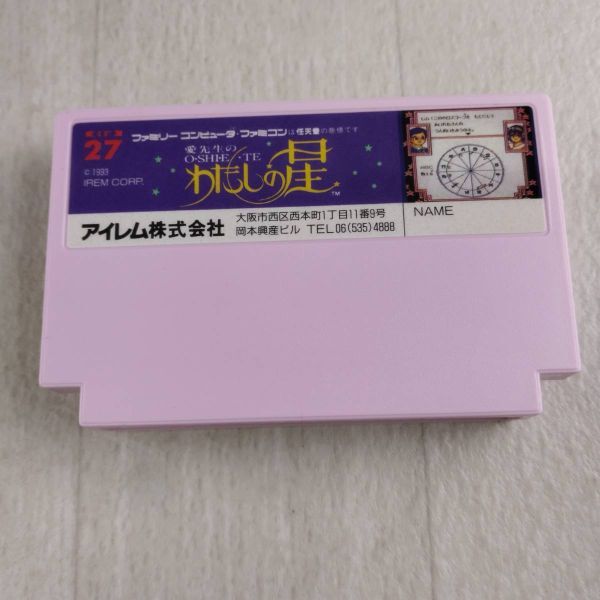 27
© 1993
IREM CORP.
ファミリー コンピュータ・ファミコンは任天堂の商標です
愛先生の
O・SHI・E・TE
わたしの星
TM
アイレム株式会社
大阪市西区西本町1丁目11番9号
岡本興産ビル TEL06(535)4888
NAME